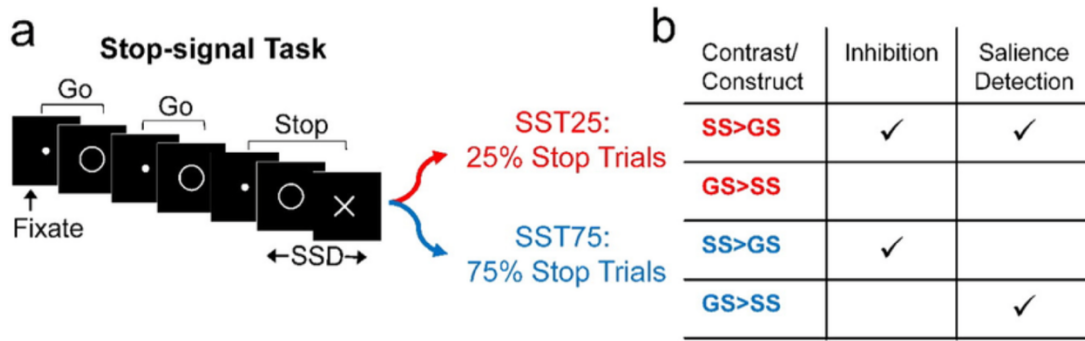 a
Stop-signal Task
Go
Go
Stop
Fixate
←SSD→
SST25:
25% Stop Trials
SST75:
75% Stop Trials
b
Contrast/ Construct
Inhibition
Salience Detection
SS>GS ✓ ✓
GS>SS
SS>GS ✓
GS>SS ✓